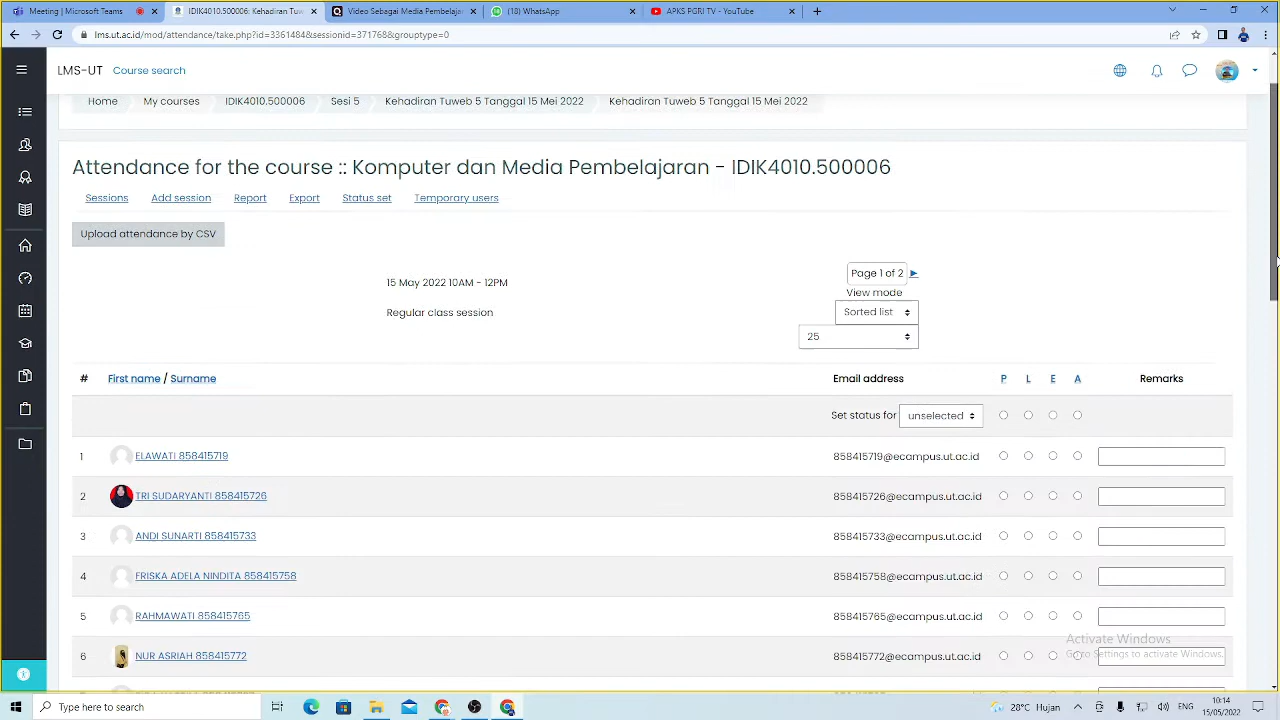 Meeting | Microsoft Teams
IDIK4010.500006: Kehadiran Tuw
Video Sebagai Media Pembelajar
(18) WhatsApp
APKS PGRI TV - YouTube
lms.ut.ac.id/mod/attendance/take.php?id=3361484&sessionid=371768&grouptype=0
LMS-UT Course search
Home My courses IDIK4010.500006 Sesi 5 Kehadiran Tuweb 5 Tanggal 15 Mei 2022 Kehadiran Tuweb 5 Tanggal 15 Mei 2022
Attendance for the course :: Komputer dan Media Pembelajaran - IDIK4010.500006
Sessions Add session Report Export Status set Temporary users
Upload attendance by CSV
Page 1 of 2
15 May 2022 10AM - 12PM
View mode
Regular class session
Sorted list
25
# First name / Surname Email address P L E A Remarks
Set status for unselected
1 ELAWATI 858415719 858415719@ecampus.ut.ac.id
2 TRI SUDARYANTI 858415726 858415726@ecampus.ut.ac.id
3 ANDI SUNARTI 858415733 858415733@ecampus.ut.ac.id
4 FRISKA ADELA NINDITA 858415758 858415758@ecampus.ut.ac.id
5 RAHMAWATI 858415765 858415765@ecampus.ut.ac.id
6 NUR ASRIAH 858415772 858415772@ecampus.ut.ac.id
Activate Windows
Go to Settings to activate Windows.
Type here to search
28°C Hujan
ENG
10:14
15/05/2022